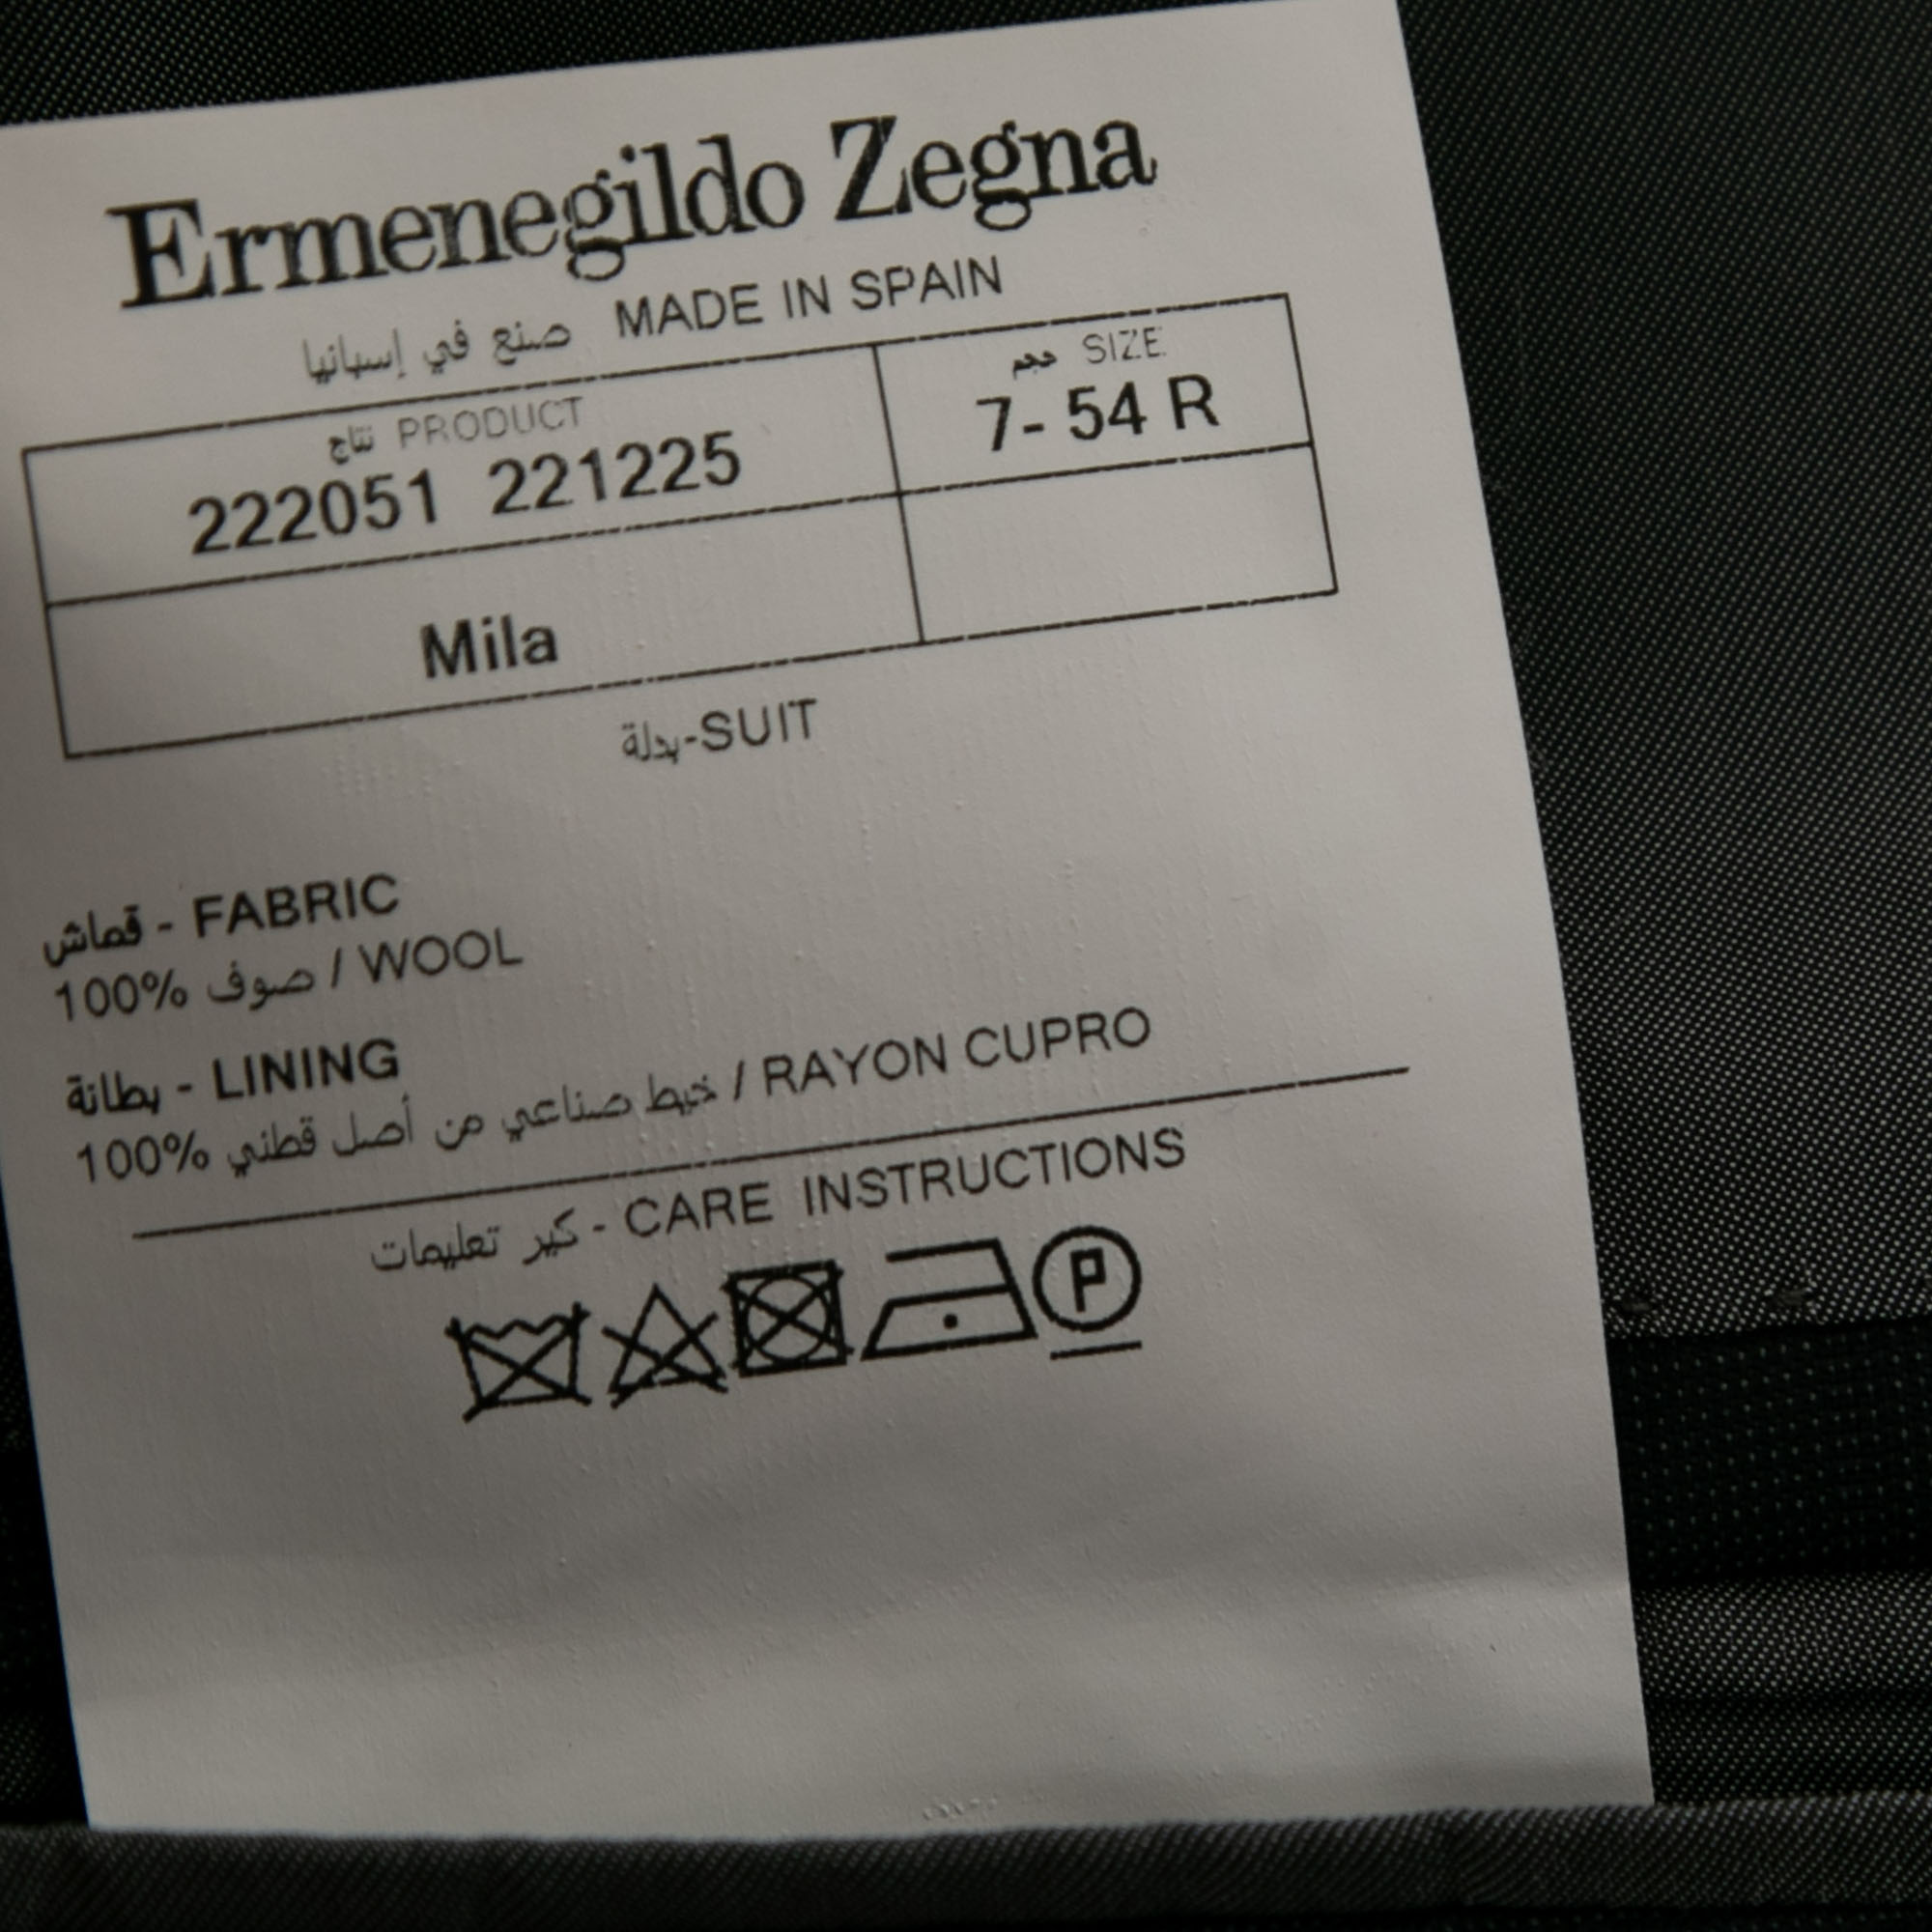 Ermenegildo Zegna
صنع في إسبانيا MADE IN SPAIN
نتاج PRODUCT
222051 221225
حجم SIZE
7- 54 R
Mila
بدلة-SUIT
قماش - FABRIC
100% صوف / WOOL
بطانة - LINING
100% خيط صناعي من أصل قطني / RAYON CUPRO
كير تعليمات - CARE INSTRUCTIONS
P